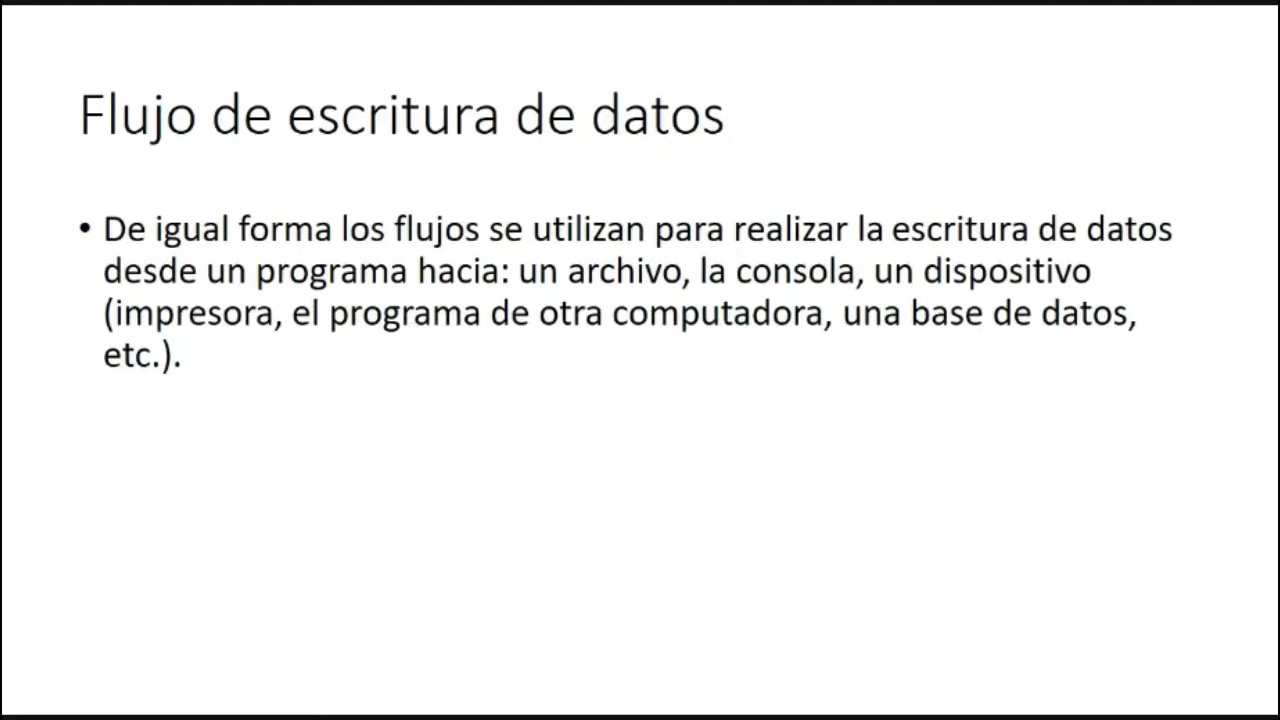 Flujo de escritura de datos
• De igual forma los flujos se utilizan para realizar la escritura de datos
desde un programa hacia: un archivo, la consola, un dispositivo
(impresora, el programa de otra computadora, una base de datos,
etc.).